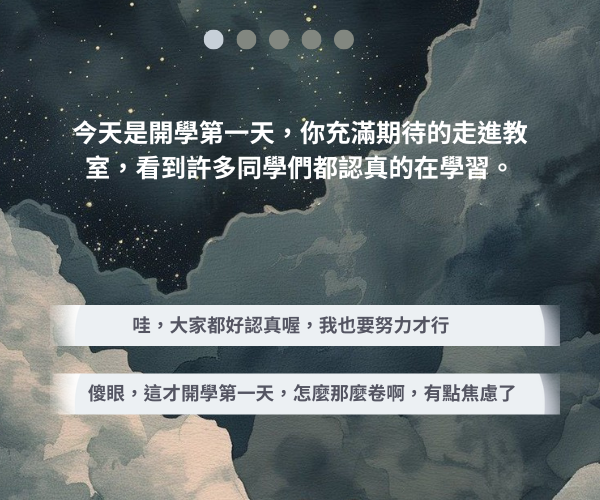 今天是開學第一天，你充滿期待的走進教
室，看到許多同學們都認真的在學習。
哇，大家都好認真喔，我也要努力才行
傻眼，這才開學第一天，怎麼那麼卷啊，有點焦慮了